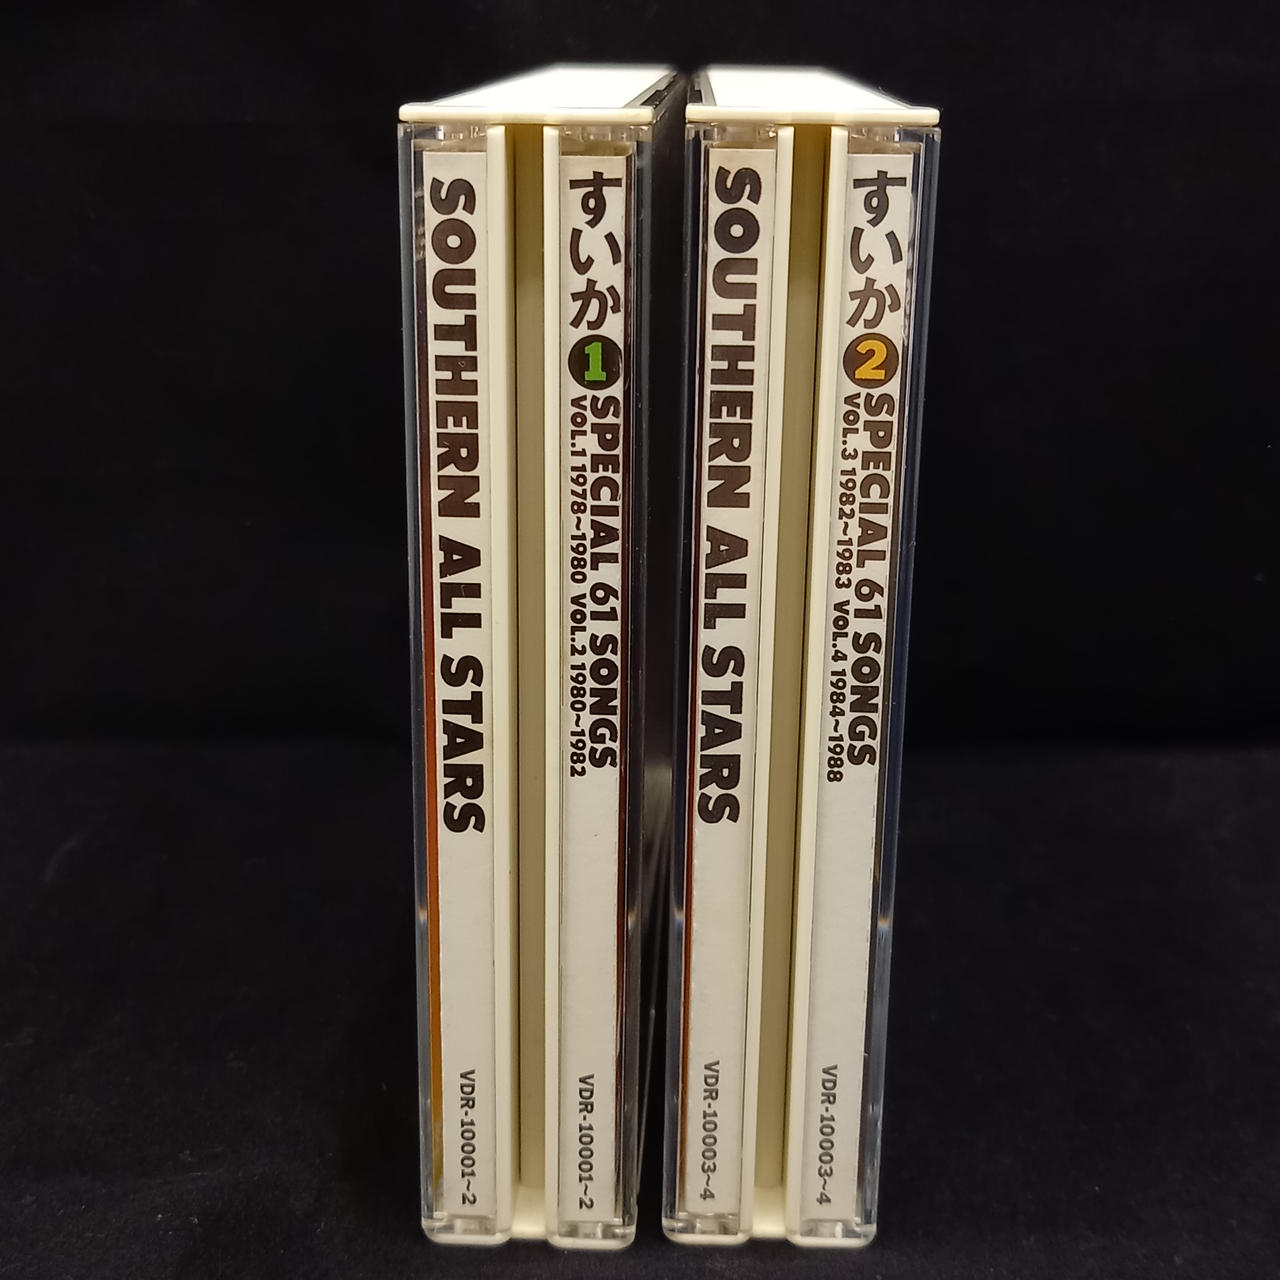 SOUTHERN ALL STARS
VDR-10001~2
すいか1 SPECIAL 61 SONGS
VOL.1 1978~1980 VOL.2 1980~1982
VDR-10001~2
SOUTHERN ALL STARS
VDR-10003~4
すいか2 SPECIAL 61 SONGS
VOL.3 1982~1983 VOL.4 1984~1988
VDR-10003~4